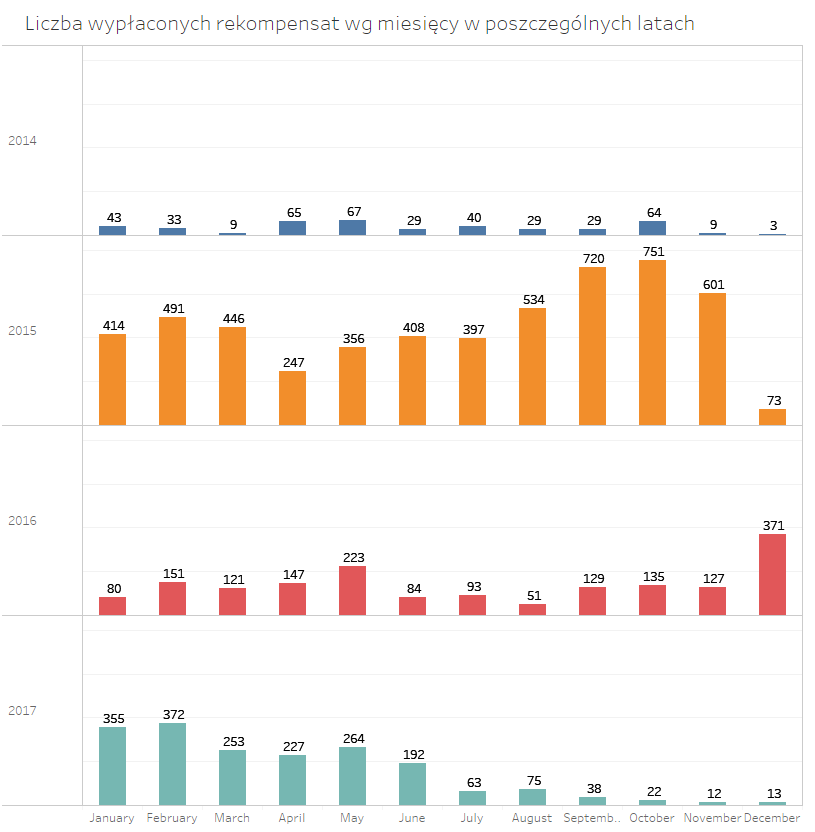 Liczba wypłaconych rekompensat wg miesięcy w poszczególnych latach
2014
43 33 9 65 67 29 40 29 29 64 9 3
2015
414 491 446 247 356 408 397 534 720 751 601 73
2016
80 151 121 147 223 84 93 51 129 135 127 371
2017
355 372 253 227 264 192 63 75 38 22 12 13
January February March April May June July August Septemb.. October November December